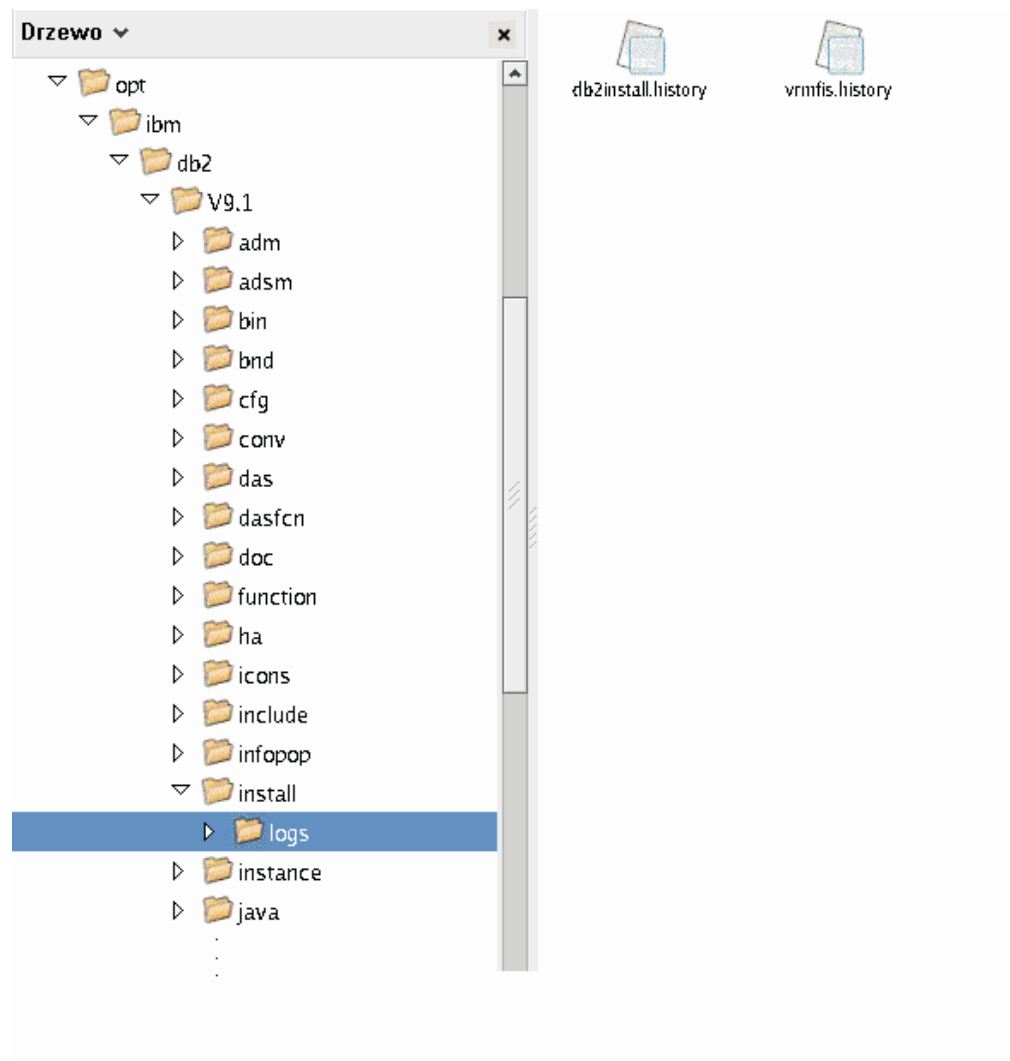 Drzewo
opt
ibm
db2
V9.1
adm
adsm
bin
bnd
cfg
conv
das
dasfcn
doc
function
ha
icons
include
infopop
install
logs
instance
java
db2install.history
vrmfis.history